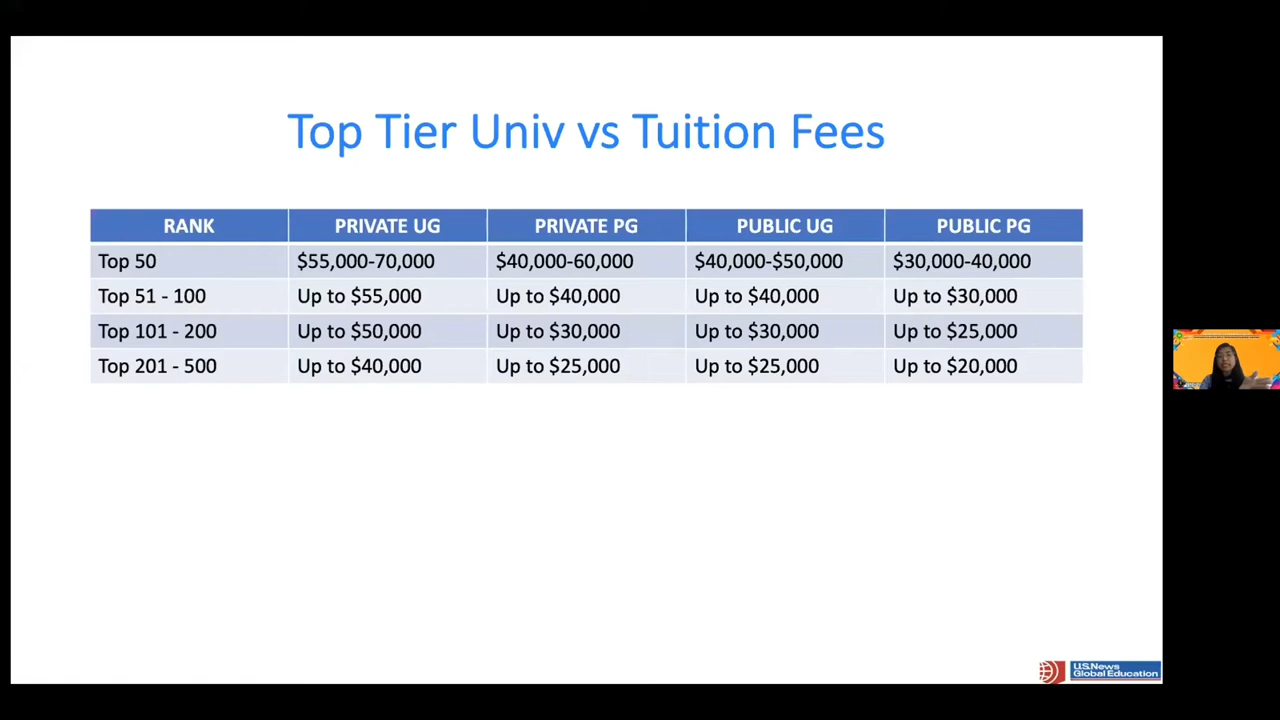 Top Tier Univ vs Tuition Fees
RANK PRIVATE UG PRIVATE PG PUBLIC UG PUBLIC PG
Top 50 $55,000-70,000 $40,000-60,000 $40,000-$50,000 $30,000-40,000
Top 51 - 100 Up to $55,000 Up to $40,000 Up to $40,000 Up to $30,000
Top 101 - 200 Up to $50,000 Up to $30,000 Up to $30,000 Up to $25,000
Top 201 - 500 Up to $40,000 Up to $25,000 Up to $25,000 Up to $20,000
U.S.News
Global Education